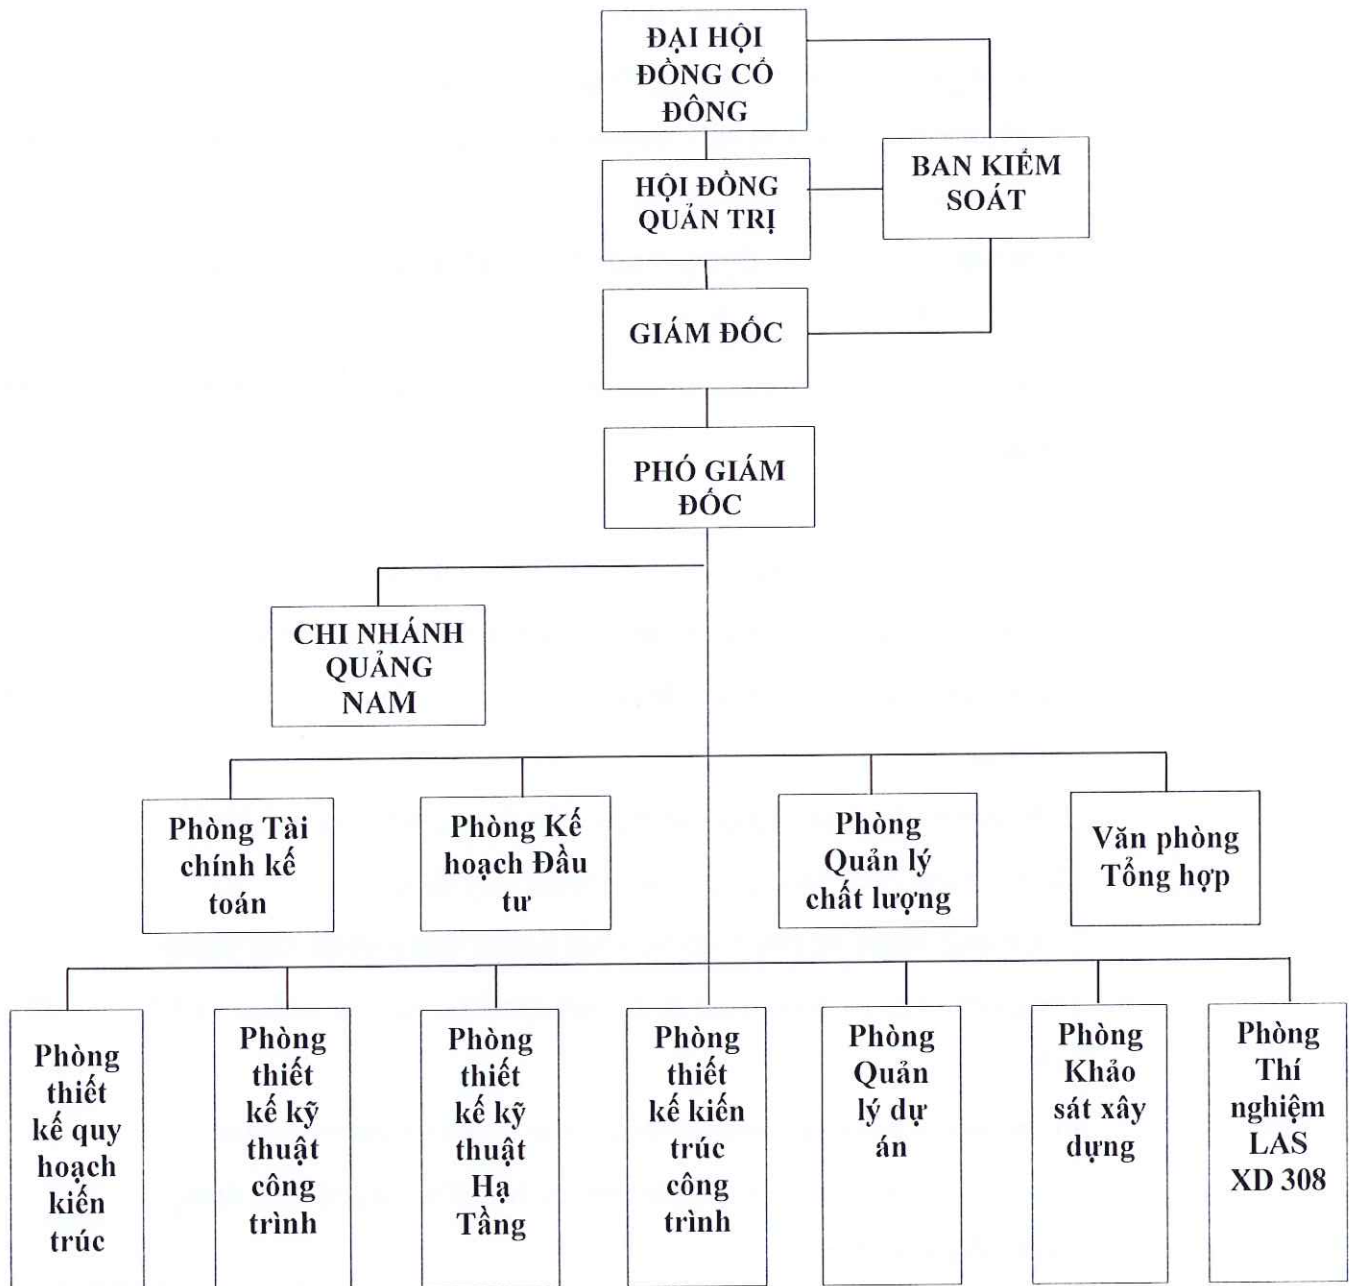 ĐẠI HỘI
ĐỒNG CỔ
ĐÔNG
BAN KIỂM
SOÁT
HỘI ĐỒNG
QUẢN TRỊ
GIÁM ĐỐC
PHÓ GIÁM
ĐỐC
CHI NHÁNH
QUẢNG
NAM
Phòng Tài
chính kế
toán
Phòng Kế
hoạch Đầu
tư
Phòng
Quản lý
chất lượng
Văn phòng
Tổng hợp
Phòng
thiết
kế quy
hoạch
kiến
trúc
Phòng
thiết
kế kỹ
thuật
công
trình
Phòng
thiết
kế kỹ
thuật
Hạ
Tầng
Phòng
thiết
kế kiến
trúc
công
trình
Phòng
Quản
lý dự
án
Phòng
Khảo
sát xây
dựng
Phòng
Thí
nghiệm
LAS
XD 308